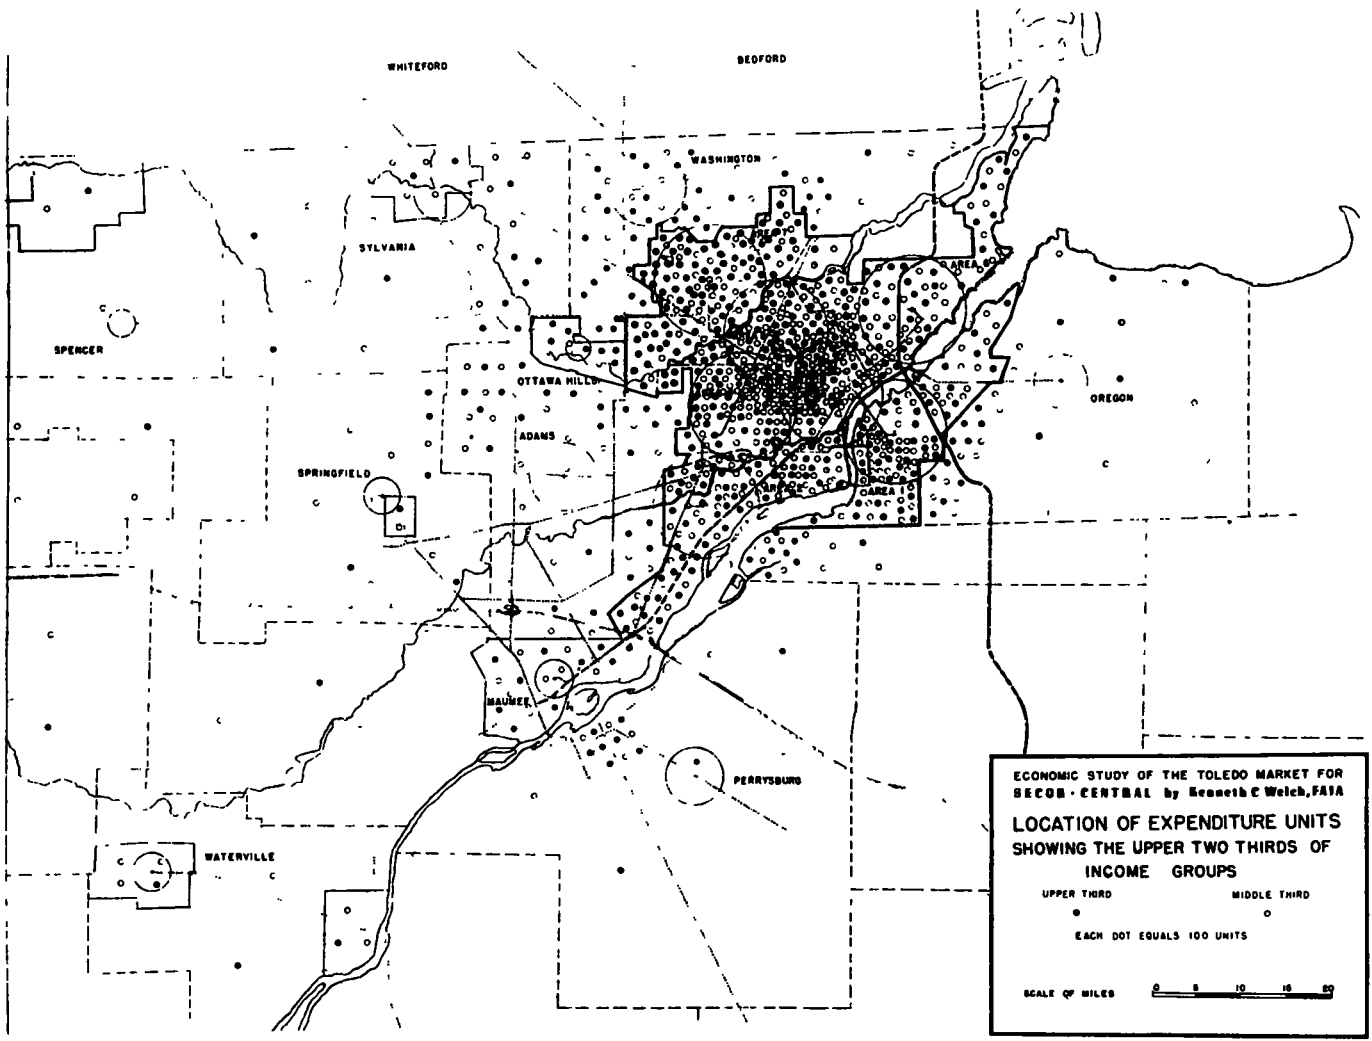 WHITEFORD
BEDFORD
WASHINGTON
SYLVANIA
AREA
SPENCER
OTTAWA HILLS
OREGON
ADAMS
SPRINGFIELD
AREA 1
MAUMEE
PERRYSBURG
WATERVILLE
ECONOMIC STUDY OF THE TOLEDO MARKET FOR
SECOR - CENTRAL by Kenneth C Welch, FAIA
LOCATION OF EXPENDITURE UNITS
SHOWING THE UPPER TWO THIRDS OF
INCOME GROUPS
UPPER THIRD
MIDDLE THIRD
EACH DOT EQUALS 100 UNITS
SCALE OF MILES
0 5 10 15 20